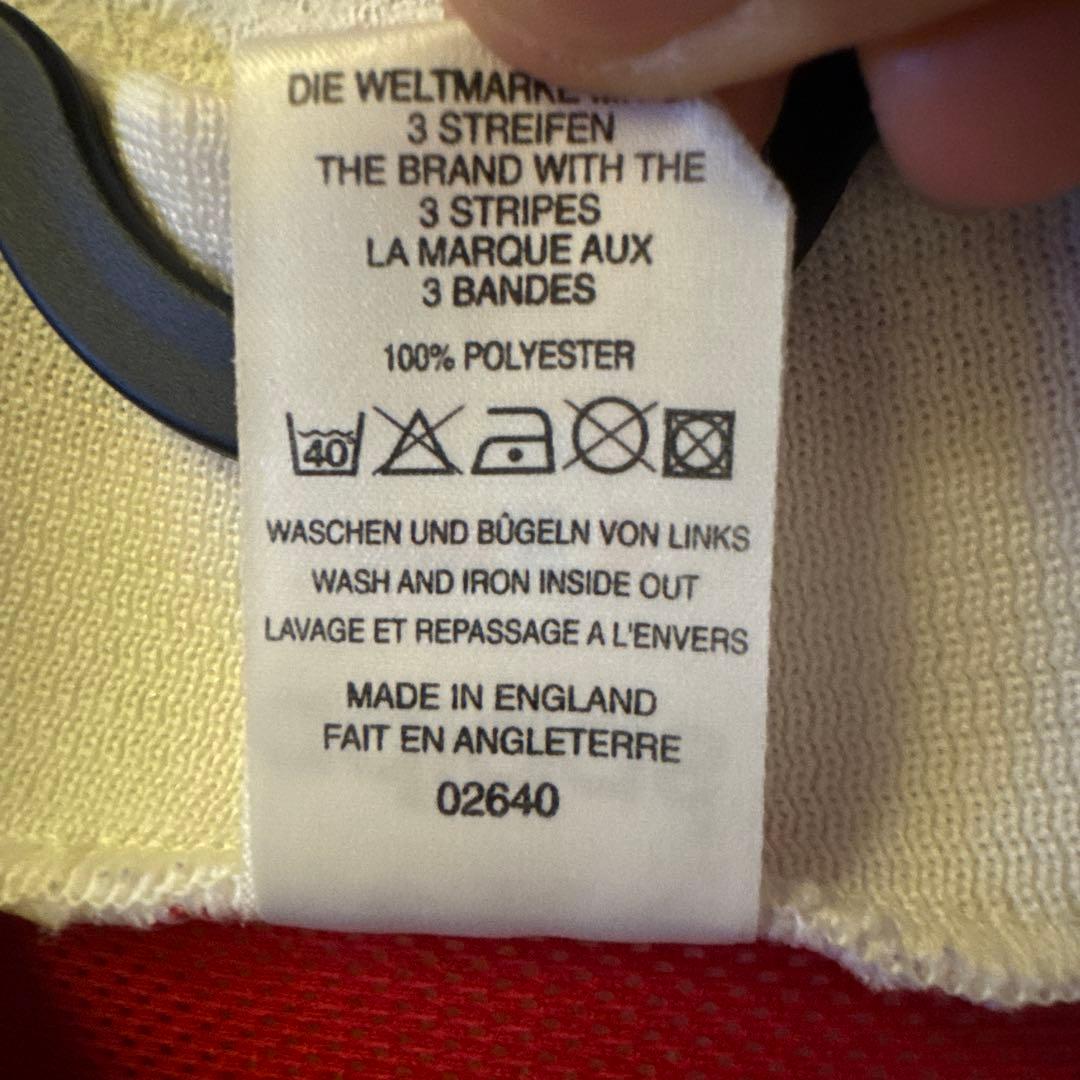 DIE WELTMARKE
3 STREIFEN
THE BRAND WITH THE
3 STRIPES
LA MARQUE AUX
3 BANDES
100% POLYESTER
40
WASCHEN UND BÛGELN VON LINKS
WASH AND IRON INSIDE OUT
LAVAGE ET REPASSAGE A L'ENVERS
MADE IN ENGLAND
FAIT EN ANGLETERRE
02640